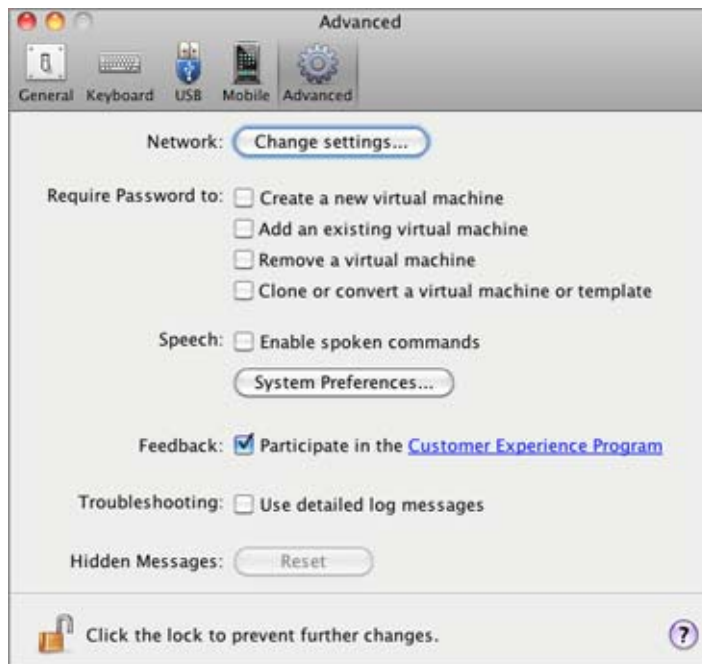 Advanced
General Keyboard USB Mobile Advanced
Network: Change settings...
Require Password to: Create a new virtual machine
Add an existing virtual machine
Remove a virtual machine
Clone or convert a virtual machine or template
Speech: Enable spoken commands
System Preferences...
Feedback: Participate in the Customer Experience Program
Troubleshooting: Use detailed log messages
Hidden Messages: Reset
Click the lock to prevent further changes. ?